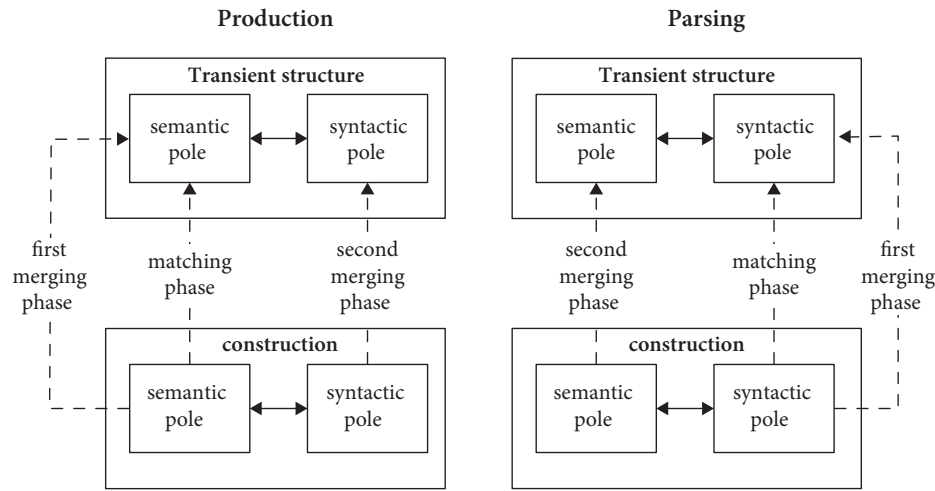 Production
Transient structure
semantic
pole
syntactic
pole
first
merging
phase
matching
phase
second
merging
phase
construction
semantic
pole
syntactic
pole
Parsing
Transient structure
semantic
pole
syntactic
pole
second
merging
phase
matching
phase
first
merging
phase
construction
semantic
pole
syntactic
pole